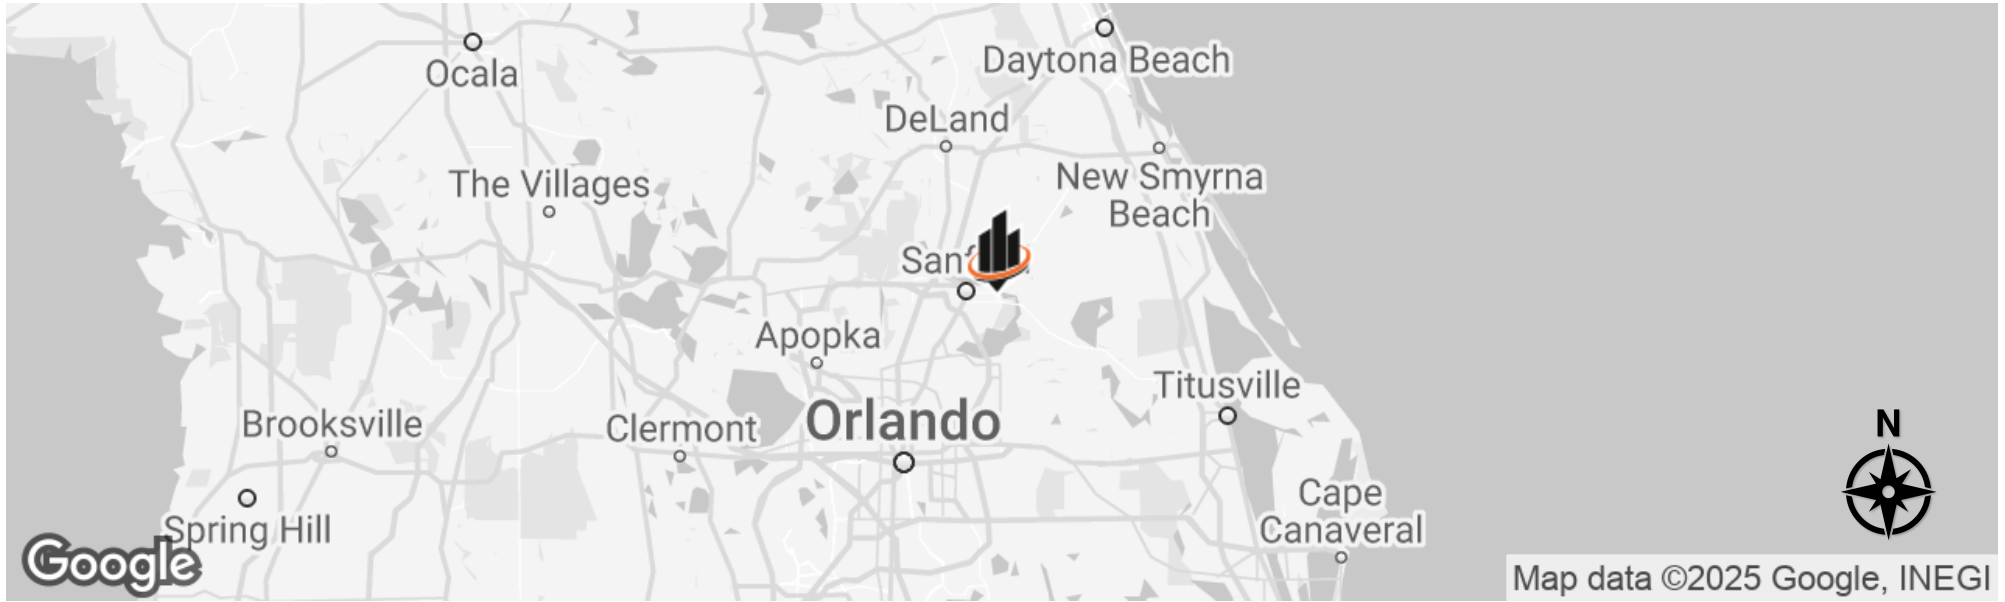 Ocala
Daytona Beach
DeLand
The Villages
New Smyrna
Beach
Apopka
Titusville
Brooksville
Clermont
Orlando
N
Cape
Canaveral
Spring Hill
Google
Map data ©2025 Google, INEGI